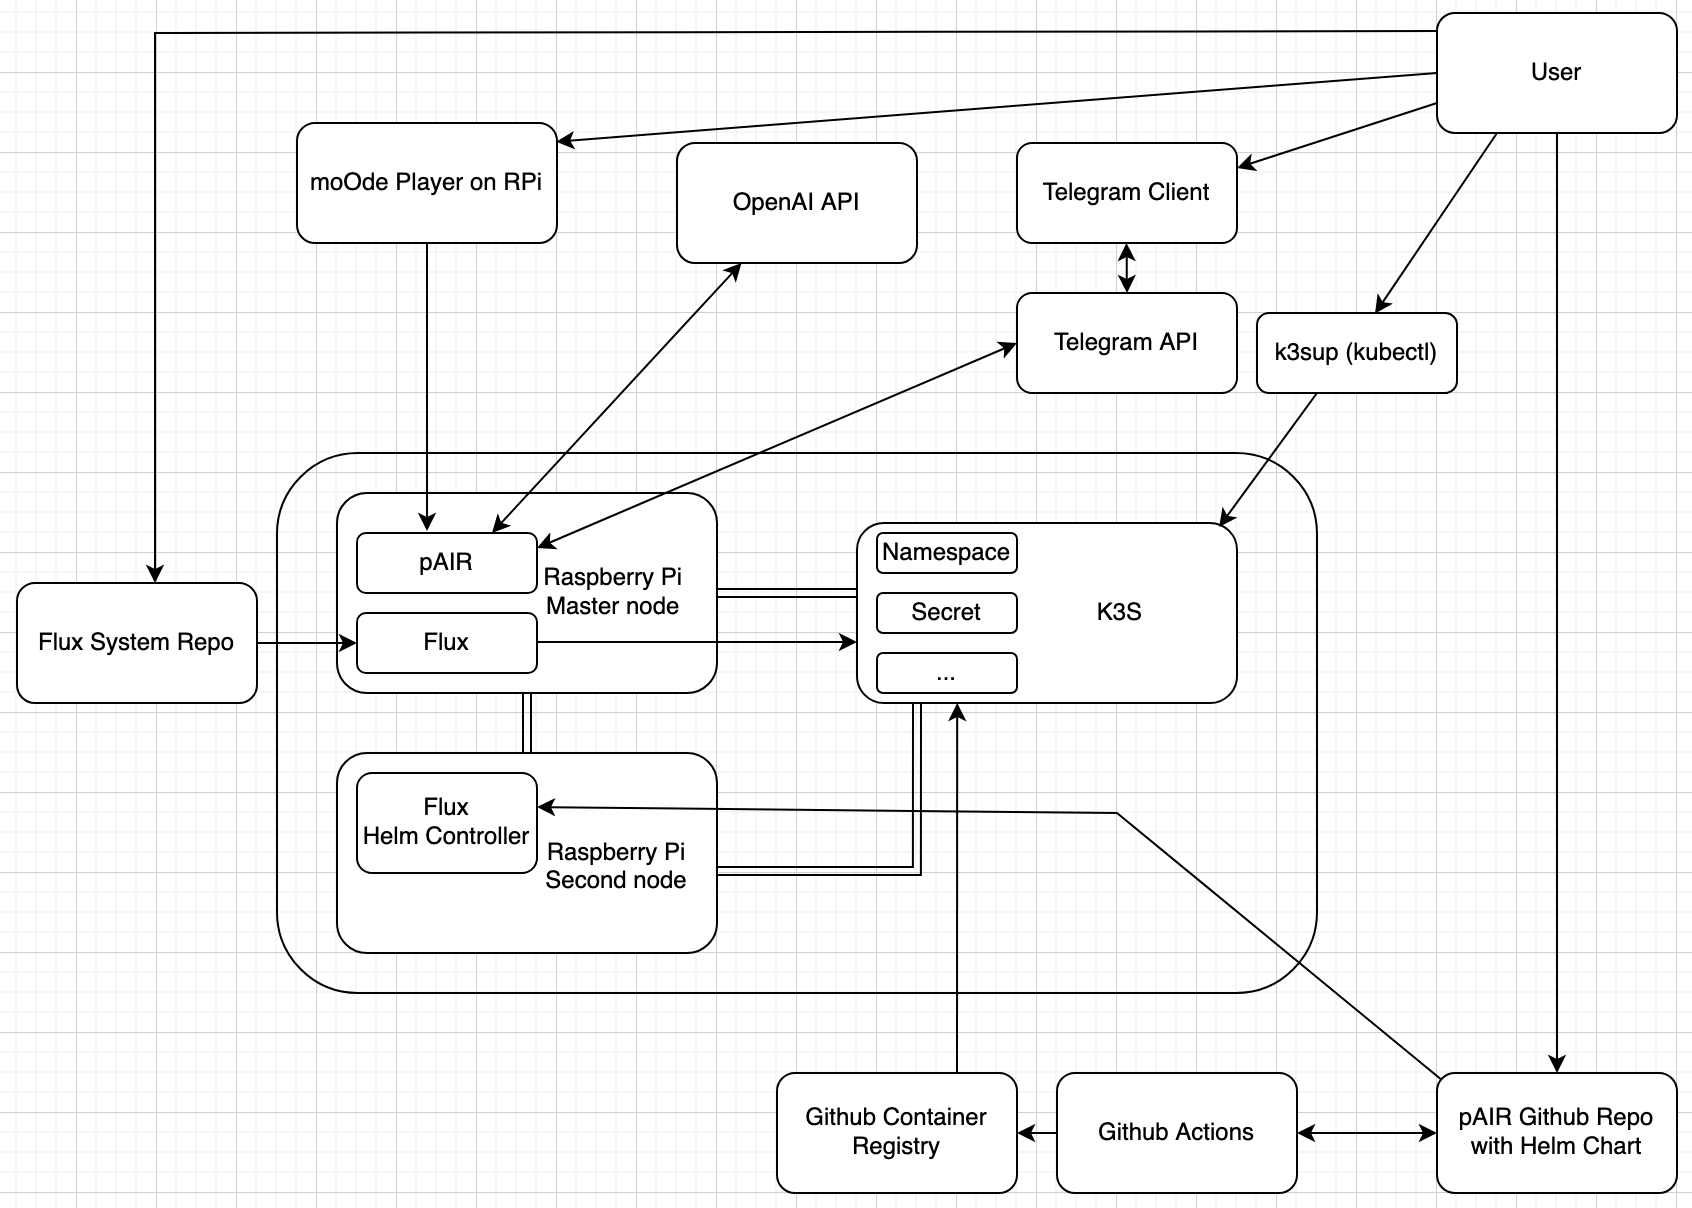 User
moOde Player on RPi
OpenAI API
Telegram Client
Telegram API
k3sup (kubectl)
pAIR
Raspberry Pi
Master node
Namespace
Secret
K3S
...
Flux System Repo
Flux
Flux
Helm Controller
Raspberry Pi
Second node
Github Container
Registry
Github Actions
pAIR Github Repo
with Helm Chart